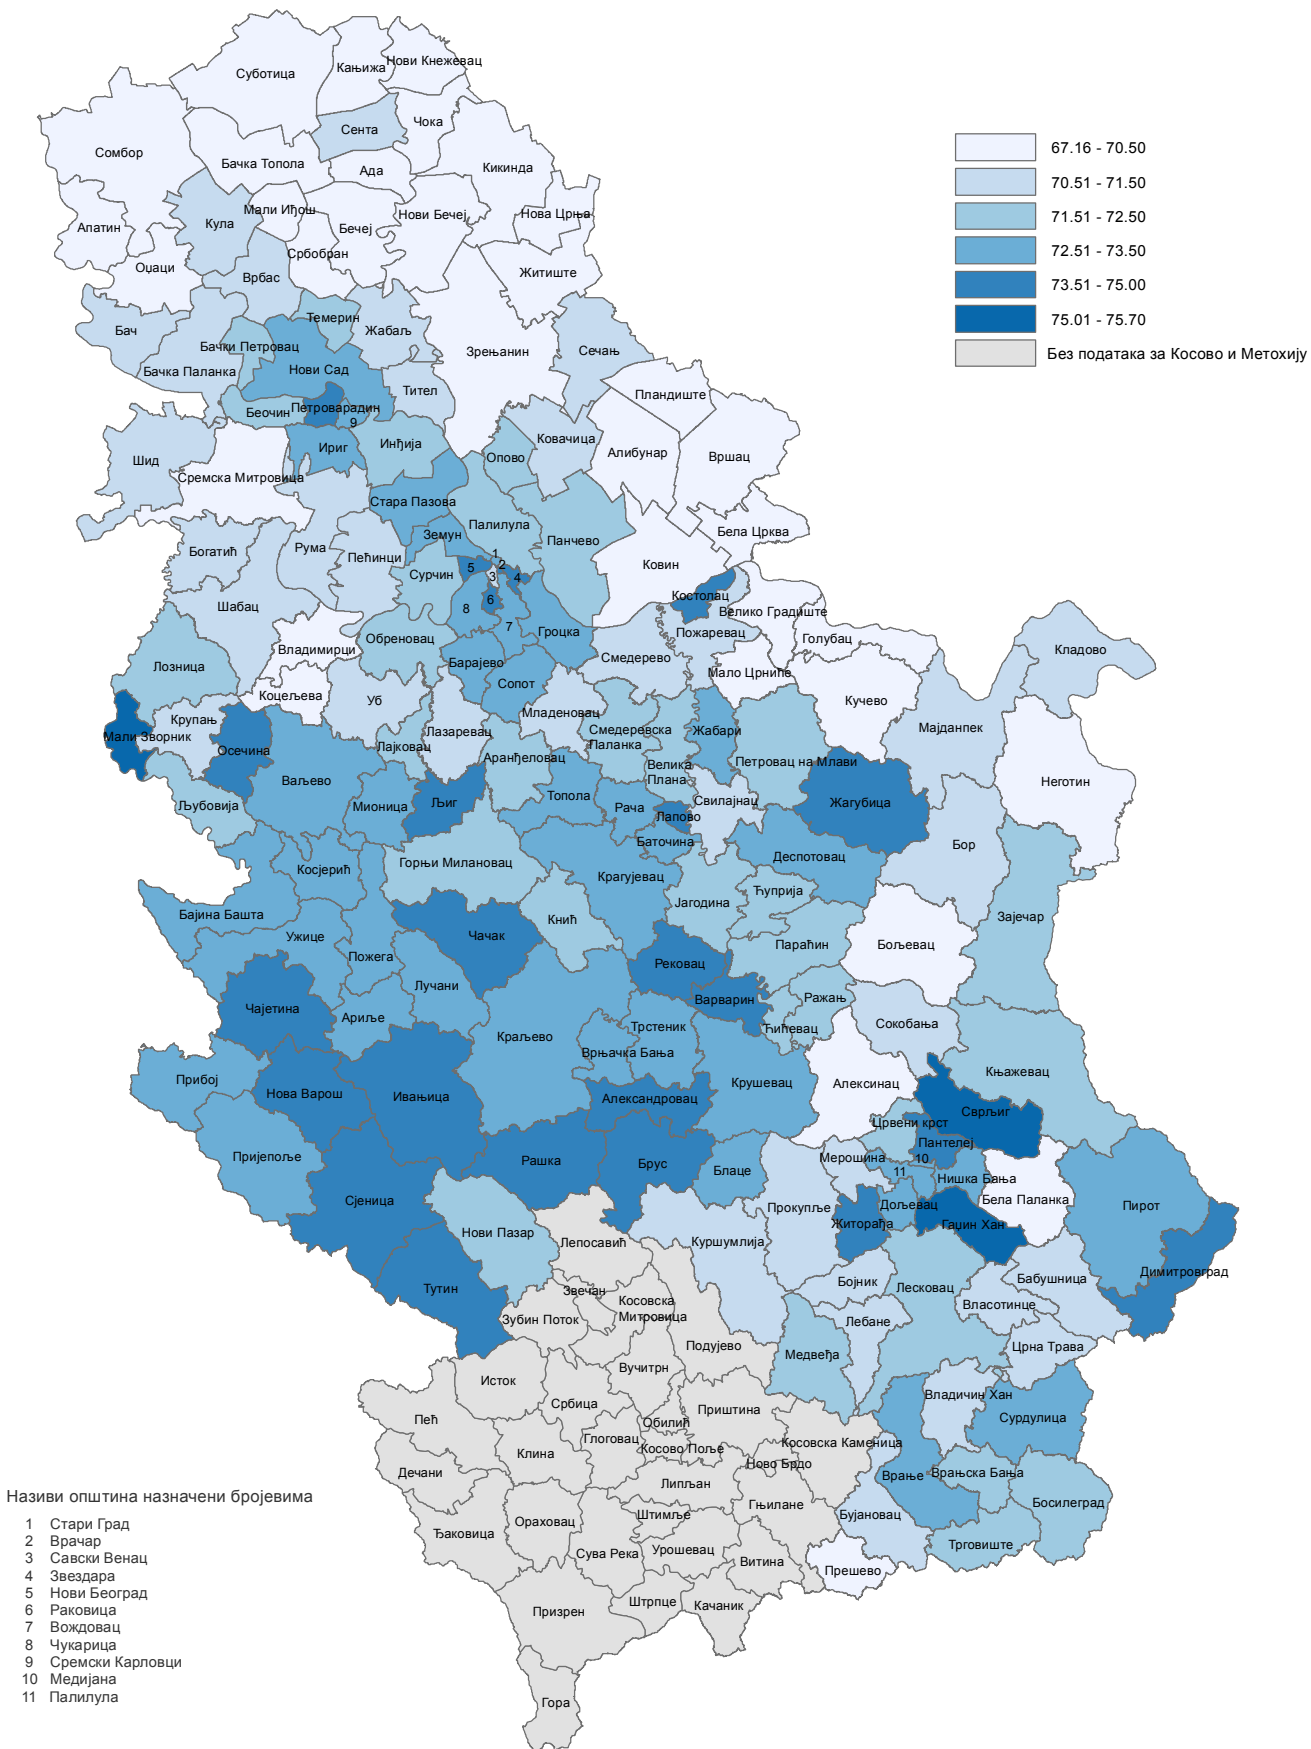 Суботица
Кањижа
Нови Кнежевац
Сента
Чока
Сомбор
Бачка Топола
Ада
Кикинда
Мали Иђош
Нови Бечеј
Нова Црња
Апатин
Кула
Бечеј
Србобран
Оџаци
Врбас
Житиште
Темерин
Бач
Жабаљ
Бачки Петровац
Зрењанин
Сечањ
Бачка Паланка
Нови Сад
Тител
Пландиште
Петроварадин
Беочин
9
Ириг
Инђија
Ковачица
Алибунар
Вршац
Шид
Опово
Сремска Митровица
Стара Пазова
Палилула
Земун
Панчево
Бела Црква
Богатић
Рума
Пећинци
1
2
3
4
5
6
7
8
Сурчин
Ковин
Костолац
Шабац
Велико Градиште
Пожаревац
Голубац
Обреновац
Гроцка
Владимирци
Барајево
Смедерево
Кладово
Лозница
Мало Црниће
Сопот
Коцељева
Уб
Кучево
Младеновац
Крупањ
Мали Зворник
Осечина
Лазаревац
Смедеревска
Паланка
Жабари
Мајданпек
Лајковац
Аранђеловац
Велика
Плана
Петровац на Млави
Ваљево
Неготин
Љубовија
Мионица
Љиг
Топола
Рача
Лапово
Свилајнац
Жагубица
Баточина
Бор
Горњи Милановац
Деспотовац
Косјерић
Крагујевац
Ћуприја
Јагодина
Бајина Башта
Кнић
Зајечар
Ужице
Чачак
Параћин
Бољевац
Пожега
Рековац
Лучани
Варварин
Ражањ
Чајетина
Ариље
Трстеник
Ћићевац
Сокобања
Краљево
Врњачка Бања
Књажевац
Прибој
Крушевац
Алексинац
Нова Варош
Ивањица
Александровац
Сврљиг
Црвени крст
Пантелеј
10
Пријепоље
Рашка
Брус
Блаце
Мерошина
11
Нишка Бања
Сјеница
Бела Паланка
Прокупље
Дољевац
Пирот
Житорађа
Гаџин Хан
Нови Пазар
Куршумлија
Лепосавић
Димитровград
Тутин
Звечан
Бојник
Лесковац
Бабушница
Косовска
Митровица
Власотинце
Зубин Поток
Лебане
Подујево
Медвеђа
Црна Трава
Вучитрн
Исток
Владичин Хан
Србица
Приштина
Пећ
Обилић
Сурдулица
Глоговац
Клина
Косово Поље
Косовска Каменица
Ново Брдо
Дечани
Врање
Врањска Бања
Липљан
Гњилане
Босилеград
Ђаковица
Ораховац
Штимље
Бујановац
Сува Река
Урошевац
Трговиште
Витина
Прешево
Штрпце
Качаник
Призрен
Гора
67.16 - 70.50
70.51 - 71.50
71.51 - 72.50
72.51 - 73.50
73.51 - 75.00
75.01 - 75.70
Без података за Косово и Метохију
Називи општина назначени бројевима
1 Стари Град
2 Врачар
3 Савски Венац
4 Звездара
5 Нови Београд
6 Раковица
7 Вождовац
8 Чукарица
9 Сремски Карловци
10 Медијана
11 Палилула